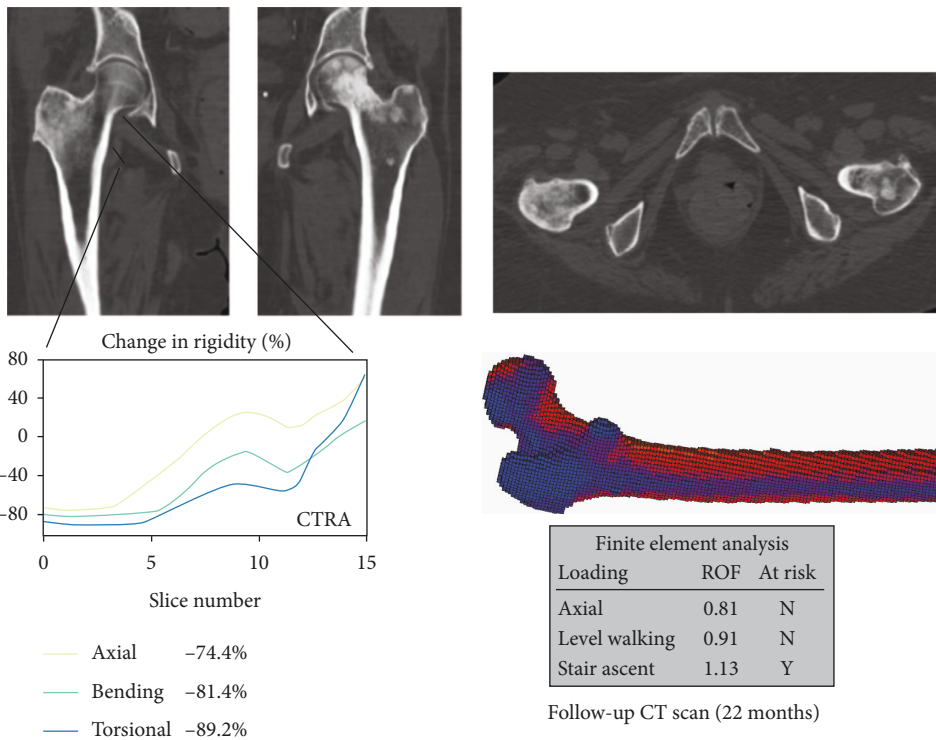 Change in rigidity (%)
80
40
0
–40
–80
CTRA
0 5 10 15
Slice number
Axial –74.4%
Bending –81.4%
Torsional –89.2%
Finite element analysis
Loading ROF At risk
Axial 0.81 N
Level walking 0.91 N
Stair ascent 1.13 Y
Follow-up CT scan (22 months)